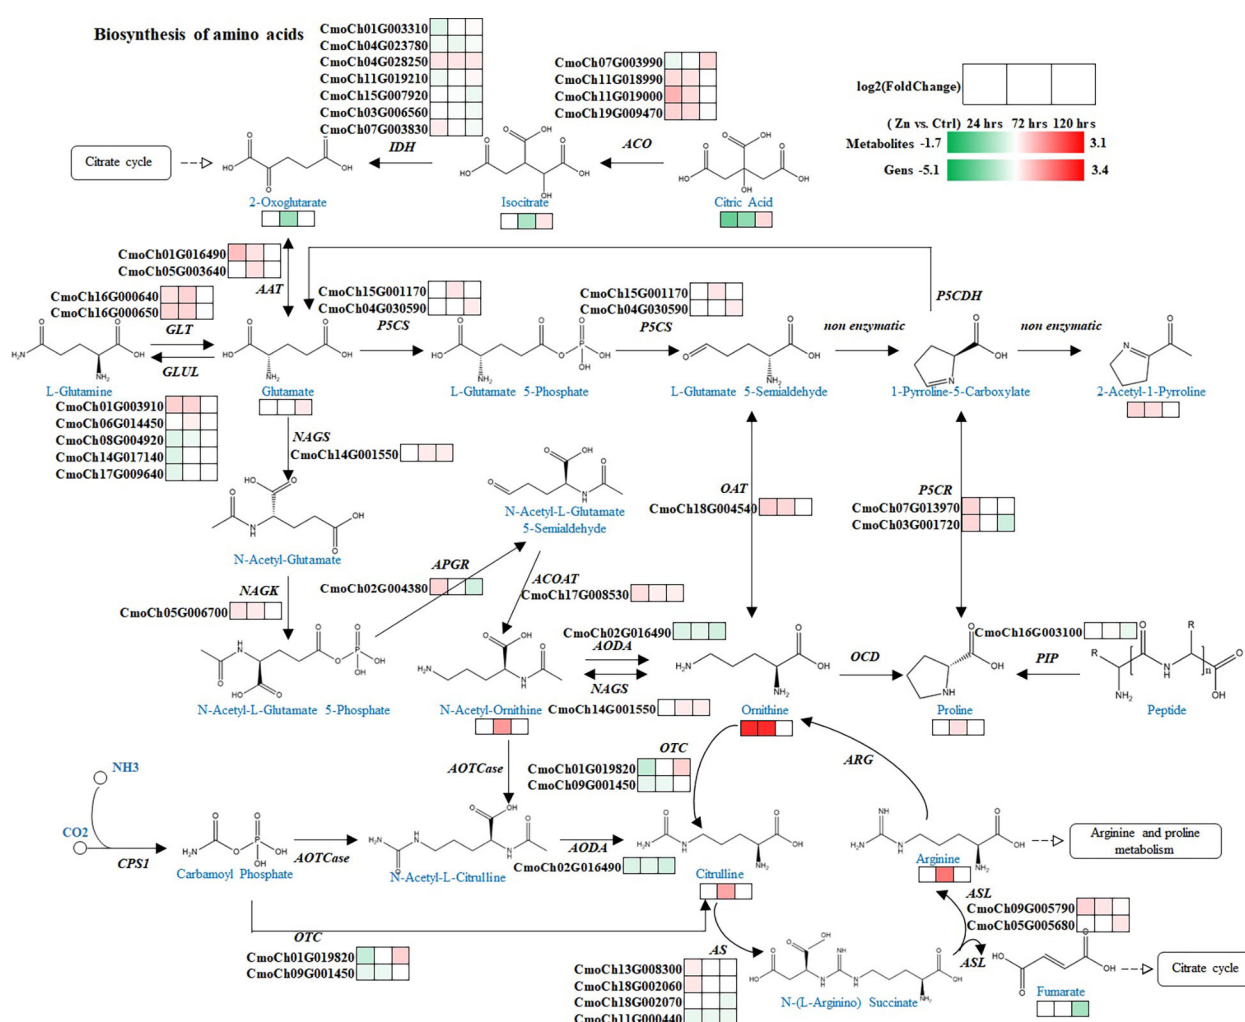 Biosynthesis of amino acids
CmoCh01G003310
CmoCh04G023780
CmoCh04G028250
CmoCh11G019210
CmoCh15G007920
CmoCh03G006560
CmoCh07G003830
IDH
CmoCh07G003990
CmoCh11G018990
CmoCh11G019000
CmoCh19G009470
ACO
log2(FoldChange)
(Zn vs. Ctrl) 24 hrs 72 hrs 120 hrs
Metabolites -1.7 3.1
Gens -5.1 3.4
Citrate cycle
2-Oxoglutarate
Isocitrate
Citric Acid
CmoCh01G016490
CmoCh05G003640
AAT
CmoCh16G000640
CmoCh16G000650
GLT
GLUL
CmoCh15G001170
CmoCh04G030590
P5CS
CmoCh15G001170
CmoCh04G030590
P5CS
non enzymatic
P5CDH
non enzymatic
L-Glutamine
Glutamate
L-Glutamate 5-Phosphate
L-Glutamate 5-Semialdehyde
1-Pyrroline-5-Carboxylate
2-Acetyl-1-Pyrroline
CmoCh01G003910
CmoCh06G014450
CmoCh08G004920
CmoCh14G017140
CmoCh17G009640
NAGS
CmoCh14G001550
N-Acetyl-L-Glutamate
5-Semialdehyde
OAT
CmoCh18G004540
P5CR
CmoCh07G013970
CmoCh03G001720
N-Acetyl-Glutamate
NAGK
CmoCh05G006700
APGR
CmoCh02G004380
ACOAT
CmoCh17G008530
CmoCh02G016490
AODA
NAGS
CmoCh14G001550
OCD
CmoCh16G003100
PIP
N-Acetyl-L-Glutamate 5-Phosphate
N-Acetyl-Ornithine
Ornithine
Proline
Peptide
NH3
CO2
CPS1
Carbamoyl Phosphate
AOTCase
AOTCase
OTC
CmoCh01G019820
CmoCh09G001450
ARG
N-Acetyl-L-Citrulline
AODA
CmoCh02G016490
Citrulline
Arginine
Arginine and proline
metabolism
OTC
CmoCh01G019820
CmoCh09G001450
AS
CmoCh13G008300
CmoCh18G002060
CmoCh18G002070
CmoCh11G000440
N-(L-Arginino) Succinate
ASL
CmoCh09G005790
CmoCh05G005680
ASL
Fumarate
Citrate cycle